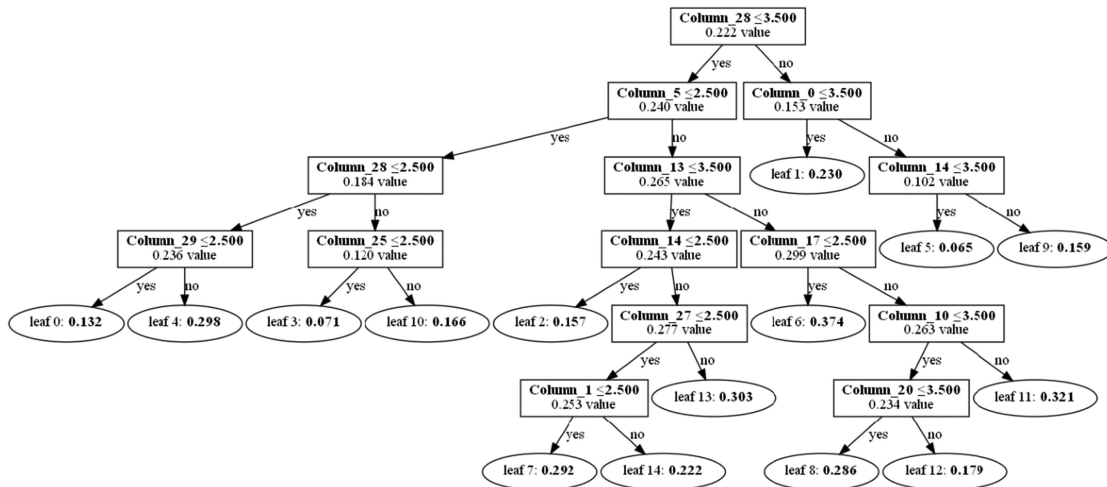 Column_28 ≤3.500
0.222 value
yes
no
Column_5 ≤2.500
0.240 value
Column_0 ≤3.500
0.153 value
yes
no
yes
no
Column_28 ≤2.500
0.184 value
Column_13 ≤3.500
0.265 value
leaf 1: 0.230
Column_14 ≤3.500
0.102 value
yes
no
yes
no
yes
no
Column_29 ≤2.500
0.236 value
Column_25 ≤2.500
0.120 value
Column_14 ≤2.500
0.243 value
Column_17 ≤2.500
0.299 value
leaf 5: 0.065
leaf 9: 0.159
yes
no
yes
no
yes
no
yes
no
leaf 0: 0.132
leaf 4: 0.298
leaf 3: 0.071
leaf 10: 0.166
leaf 2: 0.157
Column_27 ≤2.500
0.277 value
leaf 6: 0.374
Column_10 ≤3.500
0.263 value
yes
no
yes
no
Column_1 ≤2.500
0.253 value
leaf 13: 0.303
Column_20 ≤3.500
0.234 value
leaf 11: 0.321
yes
no
yes
no
leaf 7: 0.292
leaf 14: 0.222
leaf 8: 0.286
leaf 12: 0.179